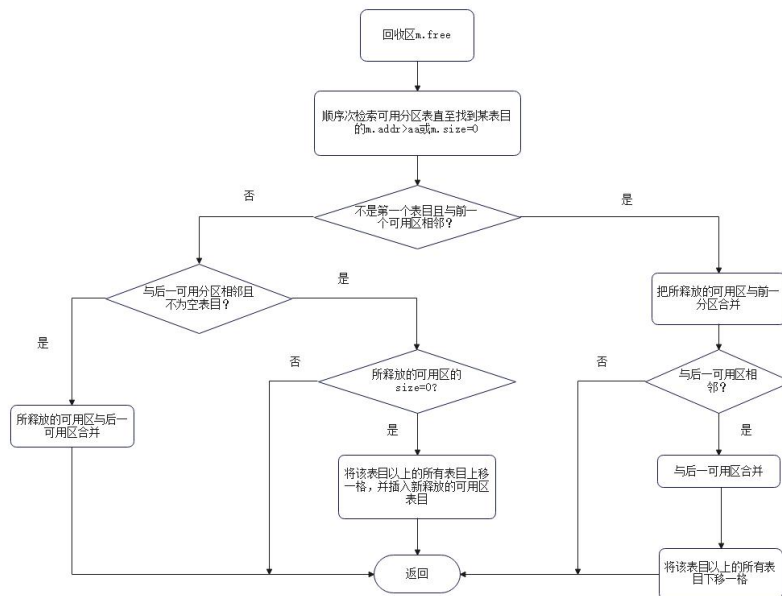 回收区m.free
顺序次检索可用分区表直至找到某表目
的m.addr>aa或m.size=0
否
不是第一个表目且与前一
个可用区相邻？
是
与后一可用分区相邻且
不为空表目？
是
把所释放的可用区与前一
分区合并
是
否
所释放的可用区的
size=0?
否
与后一可用区相
邻？
所释放的可用区与后一
可用区合并
是
是
将该表目以上的所有表目上移
一格，并插入新释放的可用区
表目
与后一可用区合并
返回
将该表目以上的所有表
目下移一格